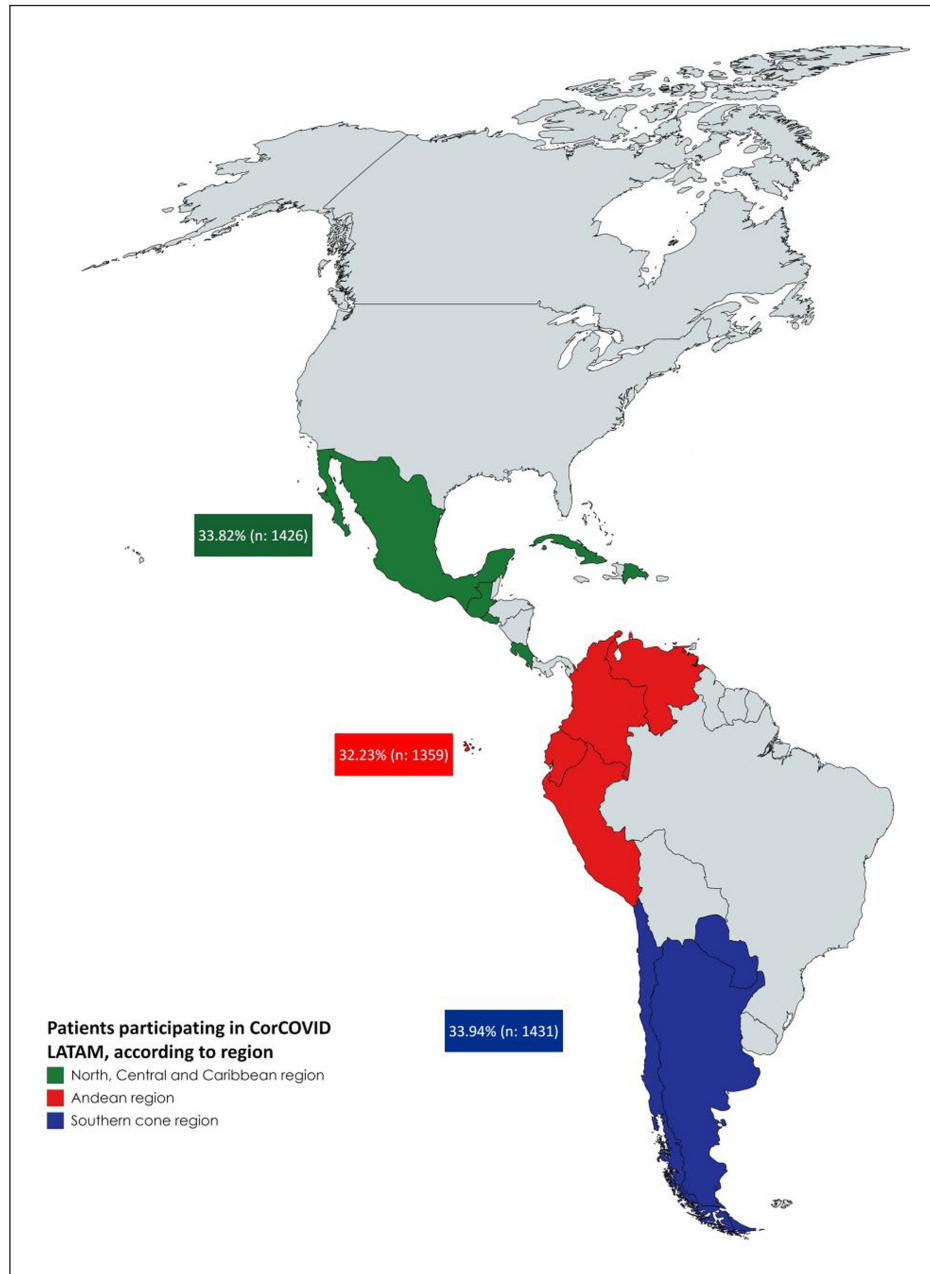 33.82% (n: 1426)
32.23% (n: 1359)
33.94% (n: 1431)
Patients participating in CorCOVID
LATAM, according to region
North, Central and Caribbean region
Andean region
Southern cone region